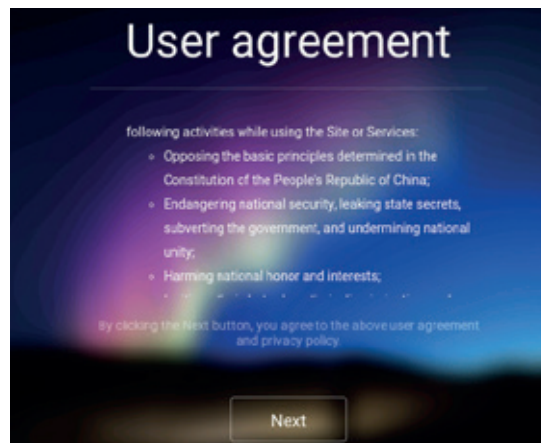 User agreement
following activities while using the Site or Services:
◦ Opposing the basic principles determined in the
Constitution of the People's Republic of China;
◦ Endangering national security, leaking state secrets,
subverting the government, and undermining national
unity;
◦ Harming national honor and interests;
By clicking the Next button, you agree to the above user agreement
and privacy policy.
Next